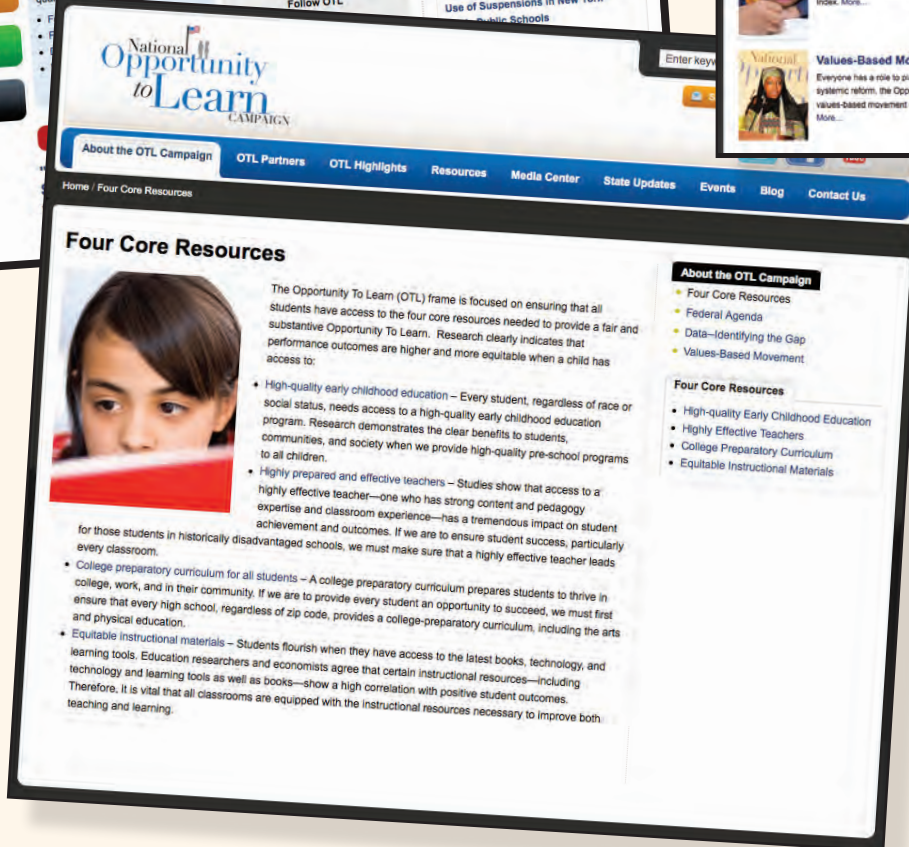 Follow OTL
Use of Suspensions in New York
Public Schools
Index. More...
National
Values-Based
Everyone has a role to
systemic reform, the
values-based movement
More...
National
Opportunity
to Learn
CAMPAIGN
Enter
About the OTL Campaign
OTL Partners
OTL Highlights
Resources
Media Center
State Updates
Events
Blog
Contact Us
Home / Four Core Resources
Four Core Resources
The Opportunity To Learn (OTL) frame is focused on ensuring that all
students have access to the four core resources needed to provide a fair and
substantive Opportunity To Learn. Research clearly indicates that
performance outcomes are higher and more equitable when a child has
access to:
• High-quality early childhood education – Every student, regardless of race or
social status, needs access to a high-quality early childhood education
program. Research demonstrates the clear benefits to students,
communities, and society when we provide high-quality pre-school programs
to all children.
• Highly prepared and effective teachers – Studies show that access to a
highly effective teacher—one who has strong content and pedagogy
expertise and classroom experience—has a tremendous impact on student
achievement and outcomes. If we are to ensure student success, particularly
for those students in historically disadvantaged schools, we must make sure that a highly effective teacher leads
every classroom.
• College preparatory curriculum for all students – A college preparatory curriculum prepares students to thrive in
college, work, and in their community. If we are to provide every student an opportunity to succeed, we must first
ensure that every high school, regardless of zip code, provides a college-preparatory curriculum, including the arts
and physical education.
• Equitable instructional materials – Students flourish when they have access to the latest books, technology, and
learning tools. Education researchers and economists agree that certain instructional resources—including
technology and learning tools as well as books—show a high correlation with positive student outcomes.
Therefore, it is vital that all classrooms are equipped with the instructional resources necessary to improve both
teaching and learning.
About the OTL Campaign
Four Core Resources
Federal Agenda
Data–Identifying the Gap
Values-Based Movement
Four Core Resources
• High-quality Early Childhood Education
• Highly Effective Teachers
• College Preparatory Curriculum
• Equitable Instructional Materials